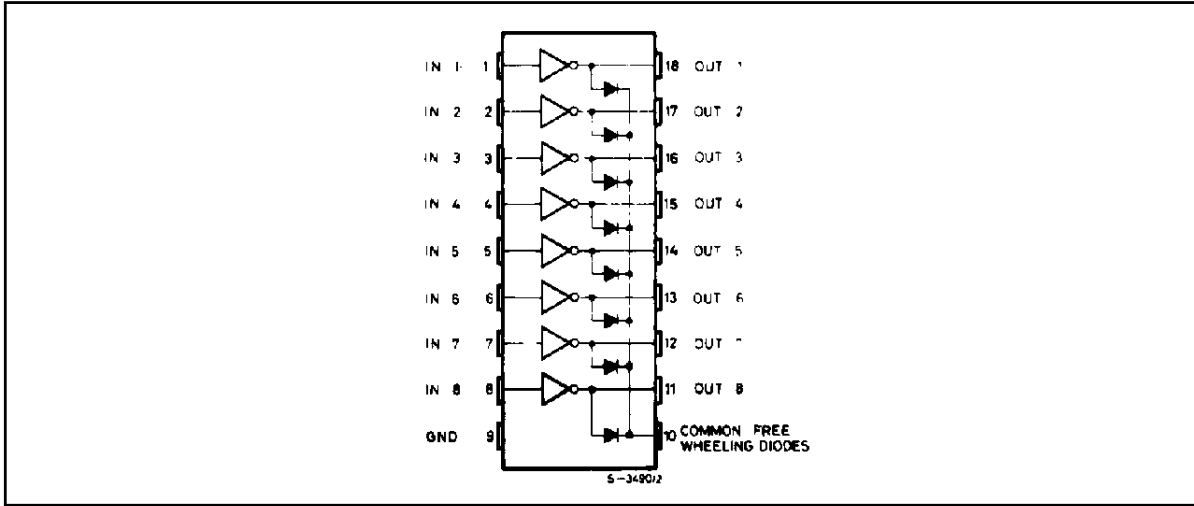 IN 1 1 18 OUT 1
IN 2 2 17 OUT 2
IN 3 3 16 OUT 3
IN 4 4 15 OUT 4
IN 5 5 14 OUT 5
IN 6 6 13 OUT 6
IN 7 7 12 OUT
IN 8 8 11 OUT 8
GND 9 10 COMMON FREE
WHEELING DIODES
S-3490/2